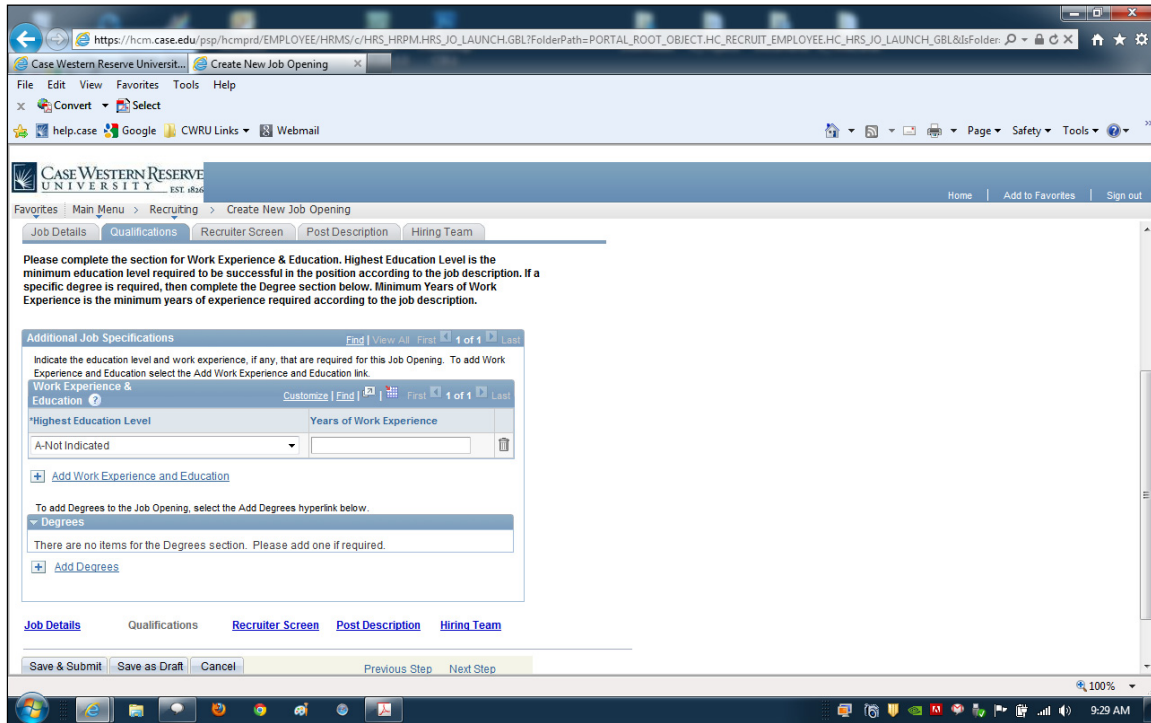 https://hcm.case.edu/psp/hcmprd/EMPLOYEE/HRMS/c/HRS_HRPM.HRS_JO_LAUNCH.GBL?FolderPath=PORTAL_ROOT_OBJECT.HC_RECRUIT_EMPLOYEE.HC_HRS_JO_LAUNCH_GBL&IsFolder:
Case Western Reserve Universit... Create New Job Opening
File Edit View Favorites Tools Help
x Convert Select
help.case Google CWRU Links Webmail Page Safety Tools
CASE WESTERN RESERVE
UNIVERSITY EST. 1826
Home | Add to Favorites | Sign out
Favorites Main Menu > Recruiting > Create New Job Opening
Job Details Qualifications Recruiter Screen Post Description Hiring Team
Please complete the section for Work Experience & Education. Highest Education Level is the
minimum education level required to be successful in the position according to the job description. If a
specific degree is required, then complete the Degree section below. Minimum Years of Work
Experience is the minimum years of experience required according to the job description.
Additional Job Specifications Find | View All First 1 of 1 Last
Indicate the education level and work experience, if any, that are required for this Job Opening. To add Work
Experience and Education select the Add Work Experience and Education link.
Work Experience &
Education ? Customize | Find | First 1 of 1 Last
*Highest Education Level Years of Work Experience
A-Not Indicated
+ Add Work Experience and Education
To add Degrees to the Job Opening, select the Add Degrees hyperlink below.
Degrees
There are no items for the Degrees section. Please add one if required.
+ Add Degrees
Job Details Qualifications Recruiter Screen Post Description Hiring Team
Save & Submit Save as Draft Cancel Previous Step Next Step
100%
9:29 AM